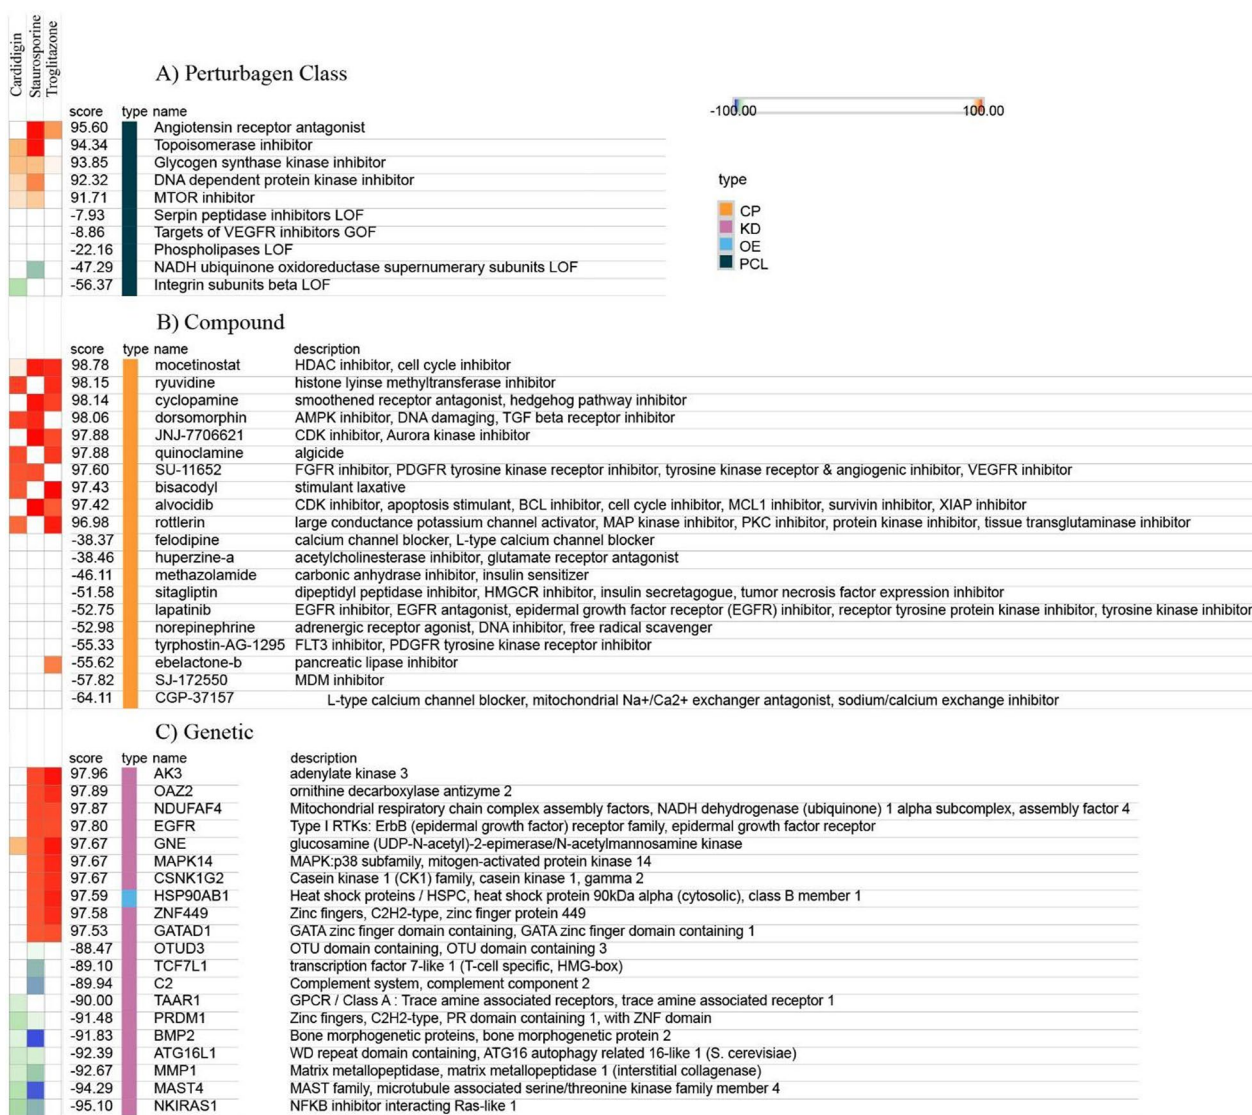 Cardidigin
Staurosporine
Troglitazone
A) Perturbagen Class
-100.00 100.00
score type name
95.60 Angiotensin receptor antagonist
94.34 Topoisomerase inhibitor
93.85 Glycogen synthase kinase inhibitor
92.32 DNA dependent protein kinase inhibitor
91.71 MTOR inhibitor
-7.93 Serpin peptidase inhibitors LOF
-8.86 Targets of VEGFR inhibitors GOF
-22.16 Phospholipases LOF
-47.29 NADH ubiquinone oxidoreductase supernumerary subunits LOF
-56.37 Integrin subunits beta LOF
type
CP
KD
OE
PCL
B) Compound
score type name description
98.78 mocetinostat HDAC inhibitor, cell cycle inhibitor
98.15 ryuvidine histone lyinse methyltransferase inhibitor
98.14 cyclopamine smoothened receptor antagonist, hedgehog pathway inhibitor
98.06 dorsomorphin AMPK inhibitor, DNA damaging, TGF beta receptor inhibitor
97.88 JNJ-7706621 CDK inhibitor, Aurora kinase inhibitor
97.88 quinoclamine algicide
97.60 SU-11652 FGFR inhibitor, PDGFR tyrosine kinase receptor inhibitor, tyrosine kinase receptor & angiogenic inhibitor, VEGFR inhibitor
97.43 bisacodyl stimulant laxative
97.42 alvocidib CDK inhibitor, apoptosis stimulant, BCL inhibitor, cell cycle inhibitor, MCL1 inhibitor, survivin inhibitor, XIAP inhibitor
96.98 rottlerin large conductance potassium channel activator, MAP kinase inhibitor, PKC inhibitor, protein kinase inhibitor, tissue transglutaminase inhibitor
-38.37 felodipine calcium channel blocker, L-type calcium channel blocker
-38.46 huperzine-a acetylcholinesterase inhibitor, glutamate receptor antagonist
-46.11 methazolamide carbonic anhydrase inhibitor, insulin sensitizer
-51.58 sitagliptin dipeptidyl peptidase inhibitor, HMGCR inhibitor, insulin secretagogue, tumor necrosis factor expression inhibitor
-52.75 lapatinib EGFR inhibitor, EGFR antagonist, epidermal growth factor receptor (EGFR) inhibitor, receptor tyrosine protein kinase inhibitor, tyrosine kinase inhibitor
-52.98 norepinephrine adrenergic receptor agonist, DNA inhibitor, free radical scavenger
-55.33 tyrphostin-AG-1295 FLT3 inhibitor, PDGFR tyrosine kinase receptor inhibitor
-55.62 ebelactone-b pancreatic lipase inhibitor
-57.82 SJ-172550 MDM inhibitor
-64.11 CGP-37157 L-type calcium channel blocker, mitochondrial Na+/Ca2+ exchanger antagonist, sodium/calcium exchange inhibitor
C) Genetic
score type name description
97.96 AK3 adenylate kinase 3
97.89 OAZ2 ornithine decarboxylase antizyme 2
97.87 NDUFAF4 Mitochondrial respiratory chain complex assembly factors, NADH dehydrogenase (ubiquinone) 1 alpha subcomplex, assembly factor 4
97.80 EGFR Type I RTKs: ErbB (epidermal growth factor) receptor family, epidermal growth factor receptor
97.67 GNE glucosamine (UDP-N-acetyl)-2-epimerase/N-acetylmannosamine kinase
97.67 MAPK14 MAPK:p38 subfamily, mitogen-activated protein kinase 14
97.67 CSNK1G2 Casein kinase 1 (CK1) family, casein kinase 1, gamma 2
97.59 HSP90AB1 Heat shock proteins / HSPC, heat shock protein 90kDa alpha (cytosolic), class B member 1
97.58 ZNF449 Zinc fingers, C2H2-type, zinc finger protein 449
97.53 GATAD1 GATA zinc finger domain containing, GATA zinc finger domain containing 1
-88.47 OTUD3 OTU domain containing, OTU domain containing 3
-89.10 TCF7L1 transcription factor 7-like 1 (T-cell specific, HMG-box)
-89.94 C2 Complement system, complement component 2
-90.00 TAAR1 GPCR / Class A : Trace amine associated receptors, trace amine associated receptor 1
-91.48 PRDM1 Zinc fingers, C2H2-type, PR domain containing 1, with ZNF domain
-91.83 BMP2 Bone morphogenetic proteins, bone morphogenetic protein 2
-92.39 ATG16L1 WD repeat domain containing, ATG16 autophagy related 16-like 1 (S. cerevisiae)
-92.67 MMP1 Matrix metallopeptidase, matrix metallopeptidase 1 (interstitial collagenase)
-94.29 MAST4 MAST family, microtubule associated serine/threonine kinase family member 4
-95.10 NKIRAS1 NFKB inhibitor interacting Ras-like 1